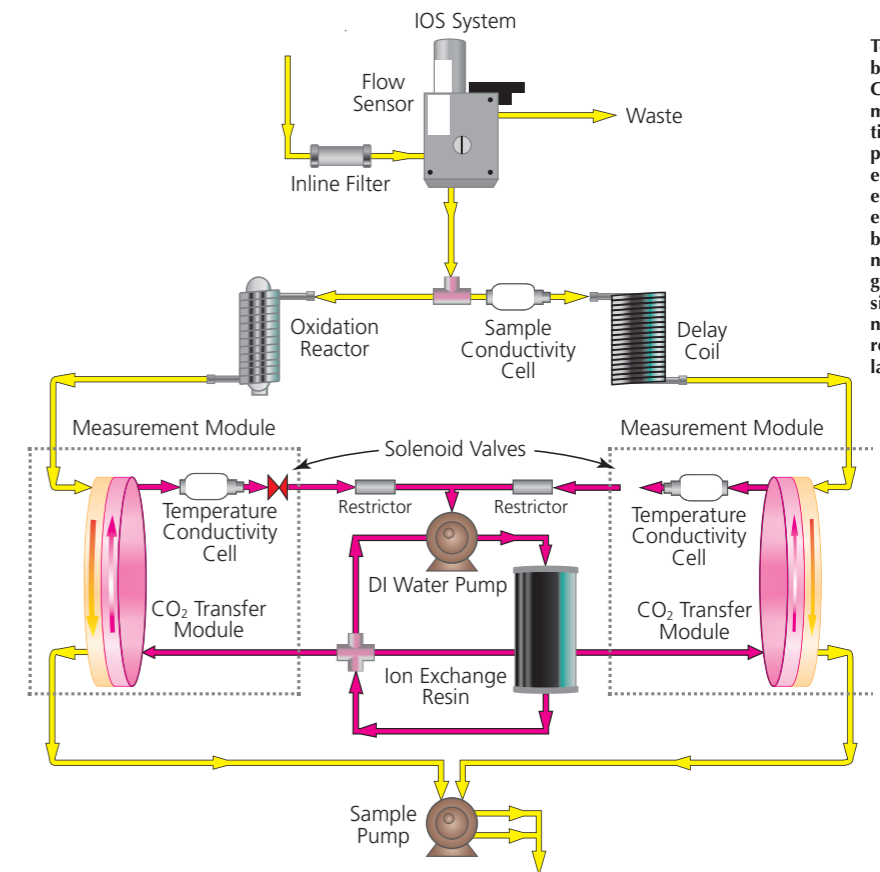 IOS System
Flow
Sensor
Waste
Inline Filter
Oxidation
Reactor
Sample
Conductivity
Cell
Delay
Coil
Measurement Module
Solenoid Valves
Measurement Module
Temperature
Conductivity
Cell
Restrictor
Restrictor
Temperature
Conductivity
Cell
DI Water Pump
CO₂ Transfer
Module
CO₂ Transfer
Module
Ion Exchange
Resin
Sample
Pump